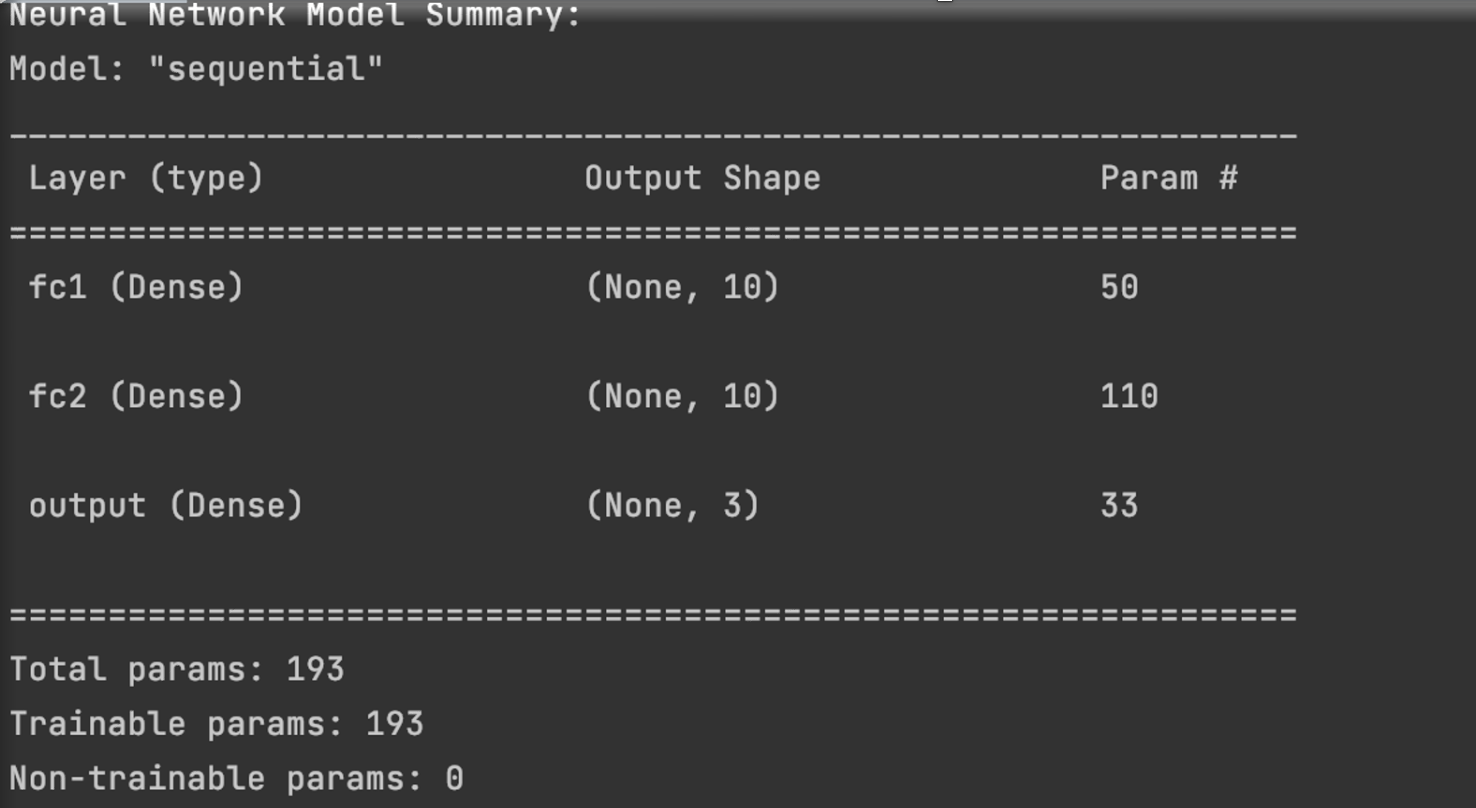 Neural Network Model Summary:
Model: "sequential"
_________________________________________________________________
Layer (type) Output Shape Param #
=================================================================
fc1 (Dense) (None, 10) 50
fc2 (Dense) (None, 10) 110
output (Dense) (None, 3) 33
=================================================================
Total params: 193
Trainable params: 193
Non-trainable params: 0